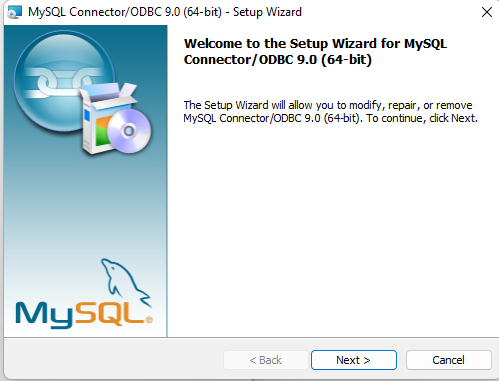 MySQL Connector/ODBC 9.0 (64-bit) - Setup Wizard
Welcome to the Setup Wizard for MySQL
Connector/ODBC 9.0 (64-bit)
The Setup Wizard will allow you to modify, repair, or remove
MySQL Connector/ODBC 9.0 (64-bit). To continue, click Next.
MySQL®
< Back
Next >
Cancel